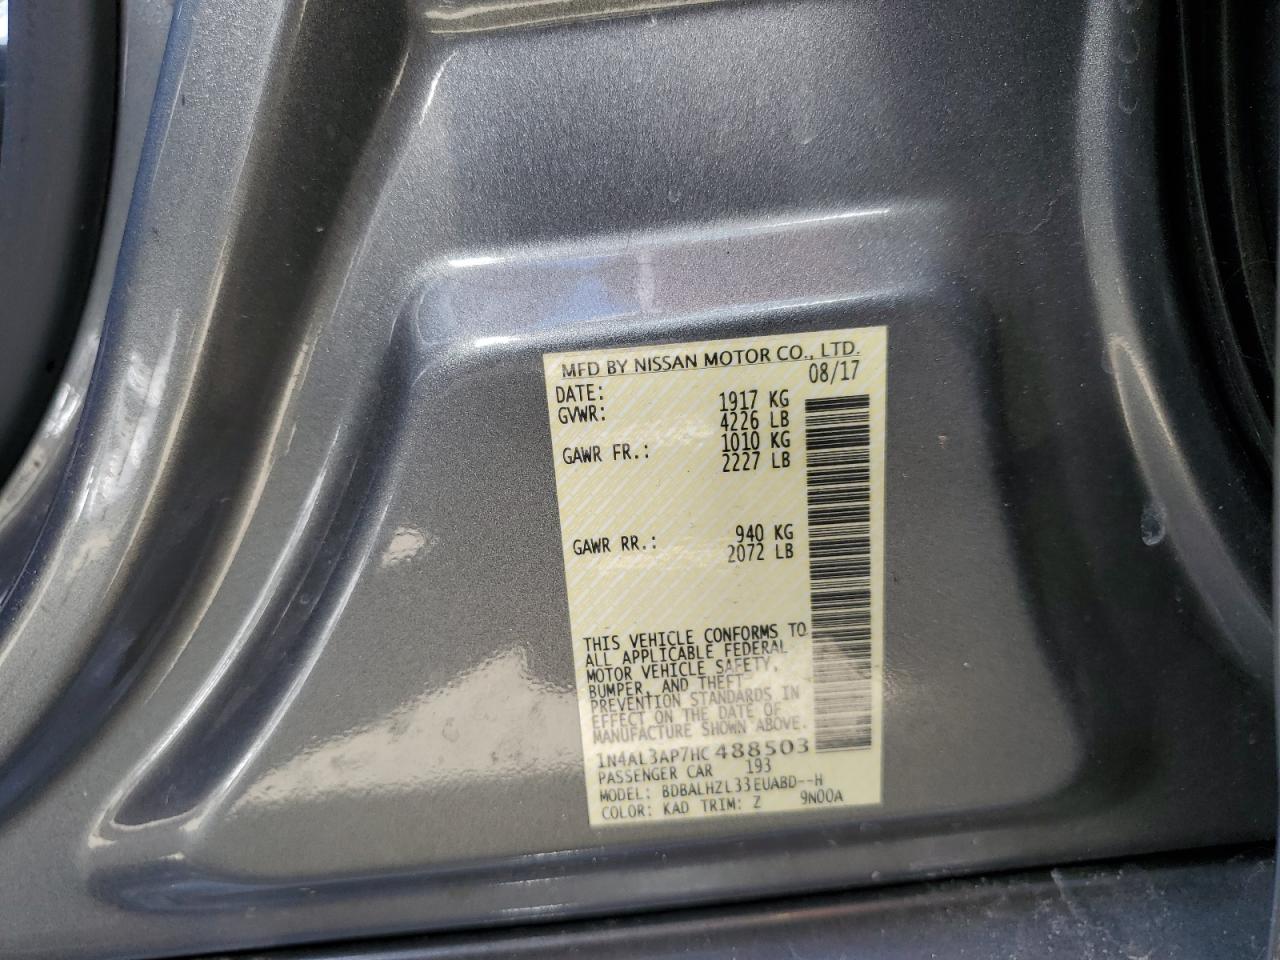 MFD BY NISSAN MOTOR CO., LTD.
DATE: 08/17
GVWR: 1917 KG
4226 LB
GAWR FR.: 1010 KG
2227 LB
GAWR RR.: 940 KG
2072 LB
THIS VEHICLE CONFORMS TO
ALL APPLICABLE FEDERAL
MOTOR VEHICLE SAFETY,
BUMPER, AND THEFT
PREVENTION STANDARDS IN
EFFECT ON THE DATE OF
MANUFACTURE SHOWN ABOVE.
1N4AL3AP7HC488503
PASSENGER CAR 193
MODEL: BDBALHZL33EUABD--H
COLOR: KAD TRIM: Z 9N00A